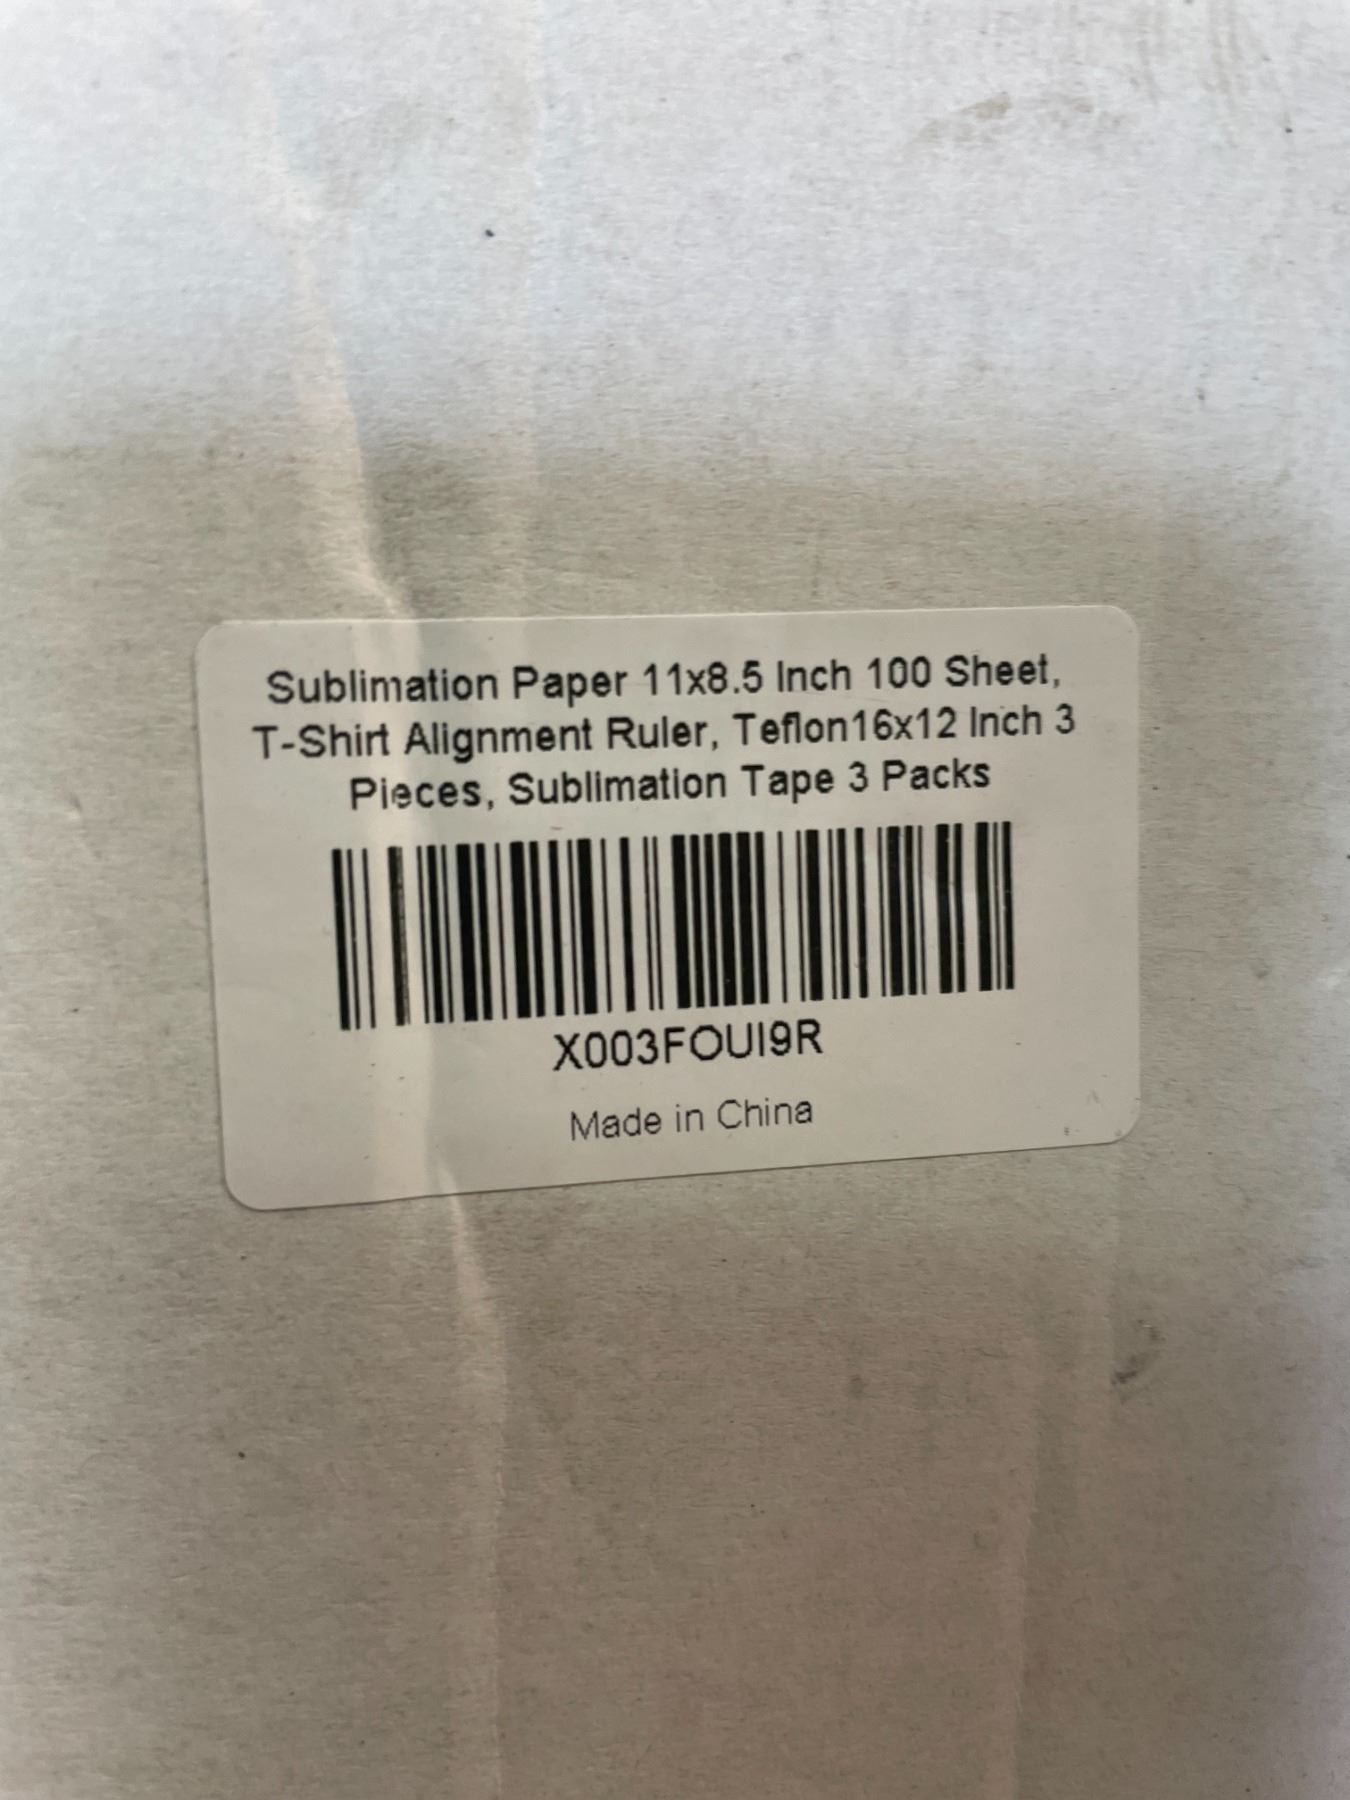 Sublimation Paper 11x8.5 Inch 100 Sheet,
T-Shirt Alignment Ruler, Teflon16x12 Inch 3
Pieces, Sublimation Tape 3 Packs
X003FOUI9R
Made in China